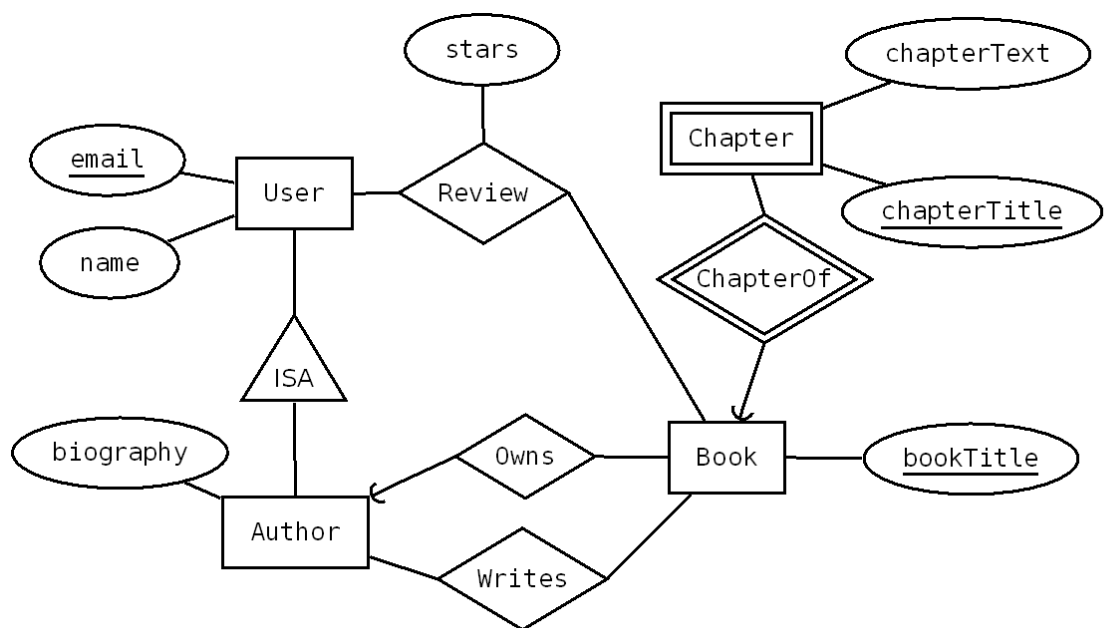 stars
chapterText
Chapter
email
User
Review
chapterTitle
name
ChapterOf
ISA
biography
Owns
Book
bookTitle
Author
Writes